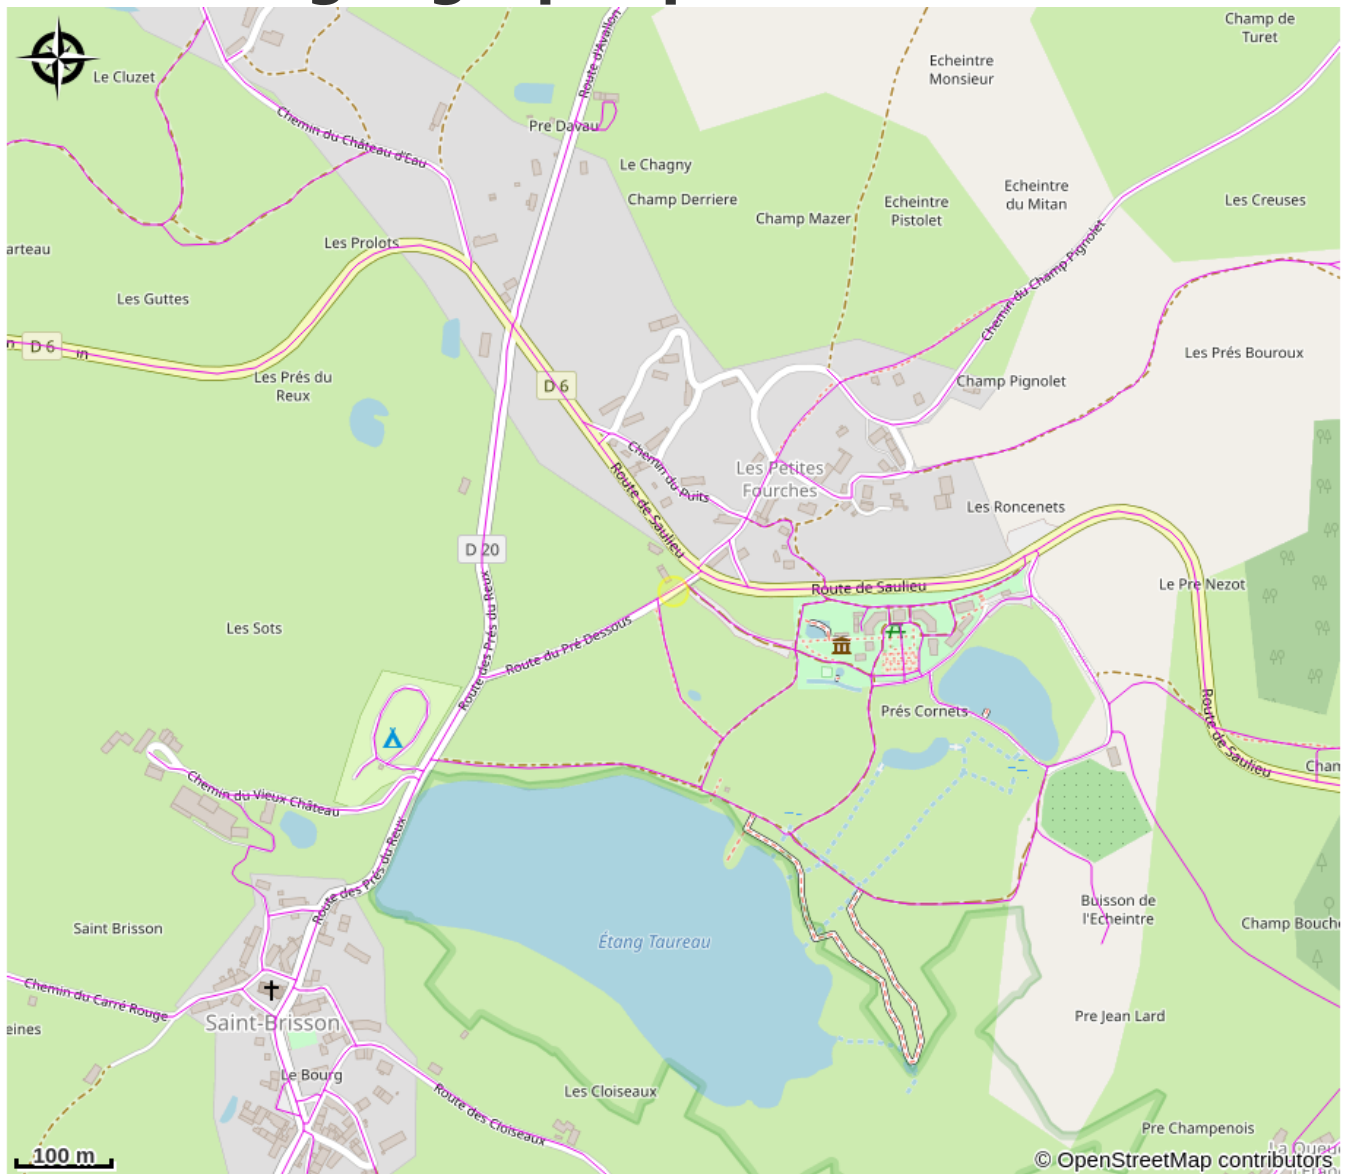 Champ de
Turet
Le Cluzet
Echeintre
Monsieur
Route d'Avallon
Chemin du Château d'Eau
Pre Davau
Le Chagny
Champ Derriere
Champ Mazer
Echeintre
Pistolet
Echeintre
du Mitan
Les Creuses
arteau
Les Prolots
Les Guttes
Chemin du Champ Pignolet
n
D 6
in
Les Prés du
Reux
D 6
Les Prés Bouroux
Champ Pignolet
Chemin du Puits
Les Petites
Fourches
Route de Saulieu
Les Roncenets
D 20
Route de Saulieu
Le Pre Nezot
Route des Prés du Reux
Les Sots
Route du Pré Dessous
Prés Cornets
Route de Saulieu
Chemin du Vieux Château
Cham
Route des Prés du Reux
Saint Brisson
Étang Taureau
Buisson de
l'Echeintre
Champ Bouche
Chemin du Carré Rouge
Saint-Brisson
eines
Pre Jean Lard
Le Bourg
Les Cloiseaux
Route des Cloiseaux
Pre Champenois
La Queue
100 m
© OpenStreetMap contributors